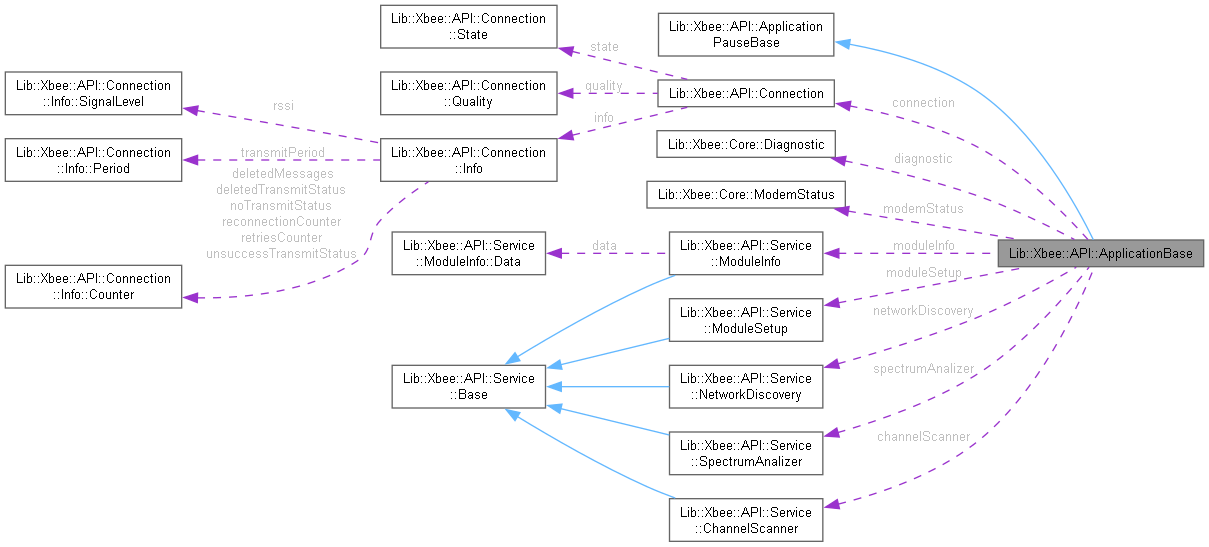 Lib::Xbee::API::Connection
::State
Lib::Xbee::API::Application
PauseBase
state
Lib::Xbee::API::Connection
::Info::SignalLevel
Lib::Xbee::API::Connection
::Quality
quality
Lib::Xbee::API::Connection
connection
rssi
info
Lib::Xbee::API::Connection
::Info::Period
transmitPeriod
Lib::Xbee::API::Connection
::Info
Lib::Xbee::Core::Diagnostic
diagnostic
deletedMessages
deletedTransmitStatus
noTransmitStatus
reconnectionCounter
retriesCounter
unsuccessTransmitStatus
Lib::Xbee::Core::ModemStatus
modemStatus
Lib::Xbee::API::Service
::ModuleInfo::Data
data
Lib::Xbee::API::Service
::ModuleInfo
moduleInfo
Lib::Xbee::API::ApplicationBase
Lib::Xbee::API::Connection
::Info::Counter
moduleSetup
Lib::Xbee::API::Service
::ModuleSetup
networkDiscovery
Lib::Xbee::API::Service
::Base
Lib::Xbee::API::Service
::NetworkDiscovery
spectrumAnalizer
Lib::Xbee::API::Service
::SpectrumAnalizer
channelScanner
Lib::Xbee::API::Service
::ChannelScanner